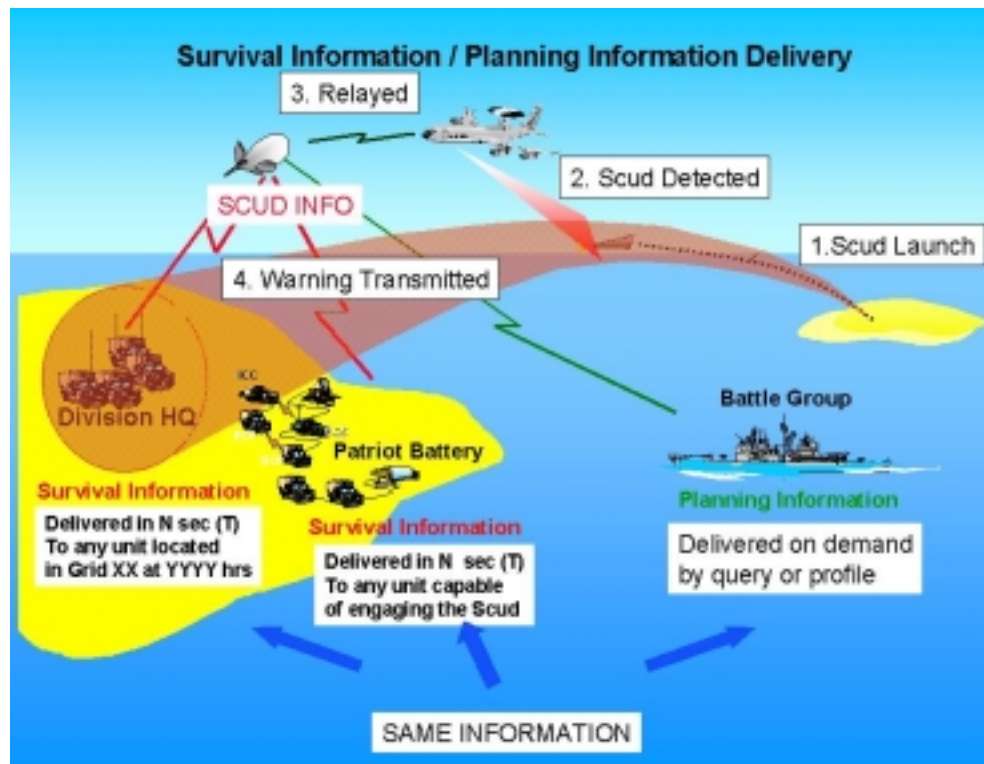 Survival Information / Planning Information Delivery
3. Relayed
2. Scud Detected
SCUD INFO
1.Scud Launch
4. Warning Transmitted
Division HQ
Battle Group
Patriot Battery
Survival Information
Delivered in N sec (T)
To any unit located
in Grid XX at YYYY hrs
Survival Information
Delivered in N sec (T)
To any unit capable
of engaging the Scud
Planning Information
Delivered on demand
by query or profile
SAME INFORMATION